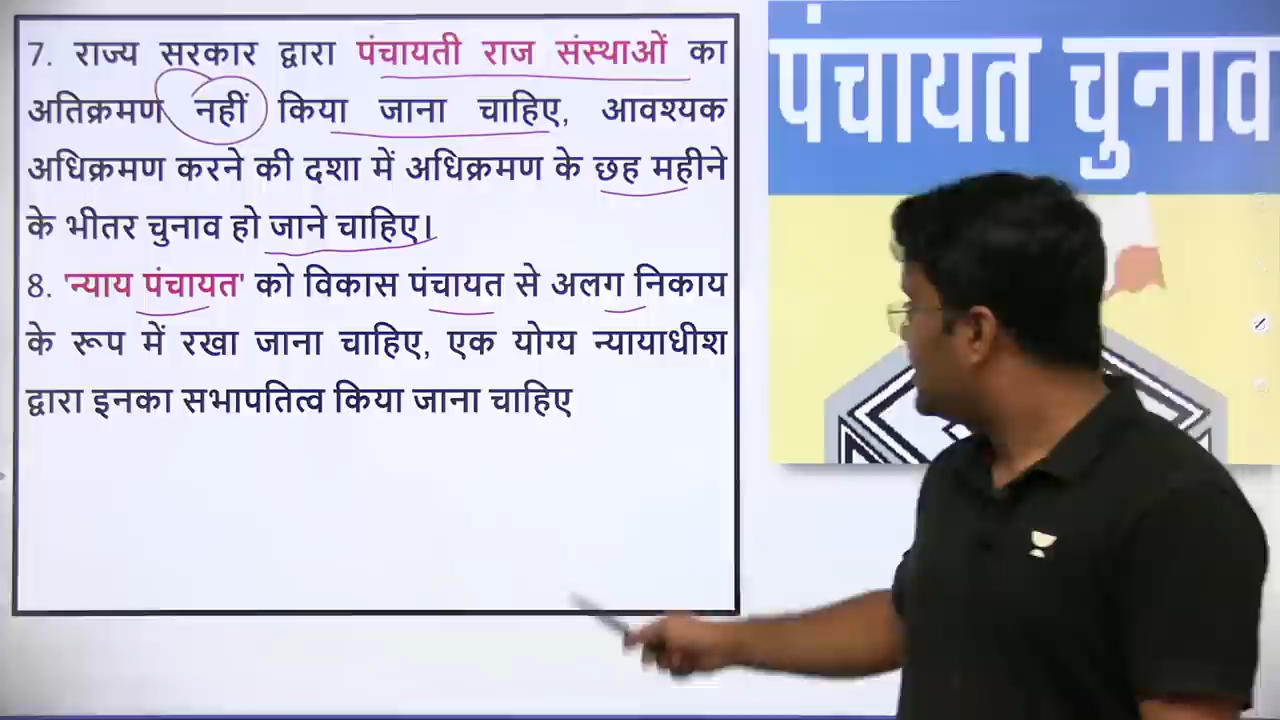 7. राज्य सरकार द्वारा पंचायती राज संस्थाओं का
अतिक्रमण नहीं किया जाना चाहिए, आवश्यक
अधिक्रमण करने की दशा में अधिक्रमण के छह महीने
के भीतर चुनाव हो जाने चाहिए।
8. 'न्याय पंचायत' को विकास पंचायत से अलग निकाय
के रूप में रखा जाना चाहिए, एक योग्य न्यायाधीश
द्वारा इनका सभापतित्व किया जाना चाहिए
पंचायत चुनाव